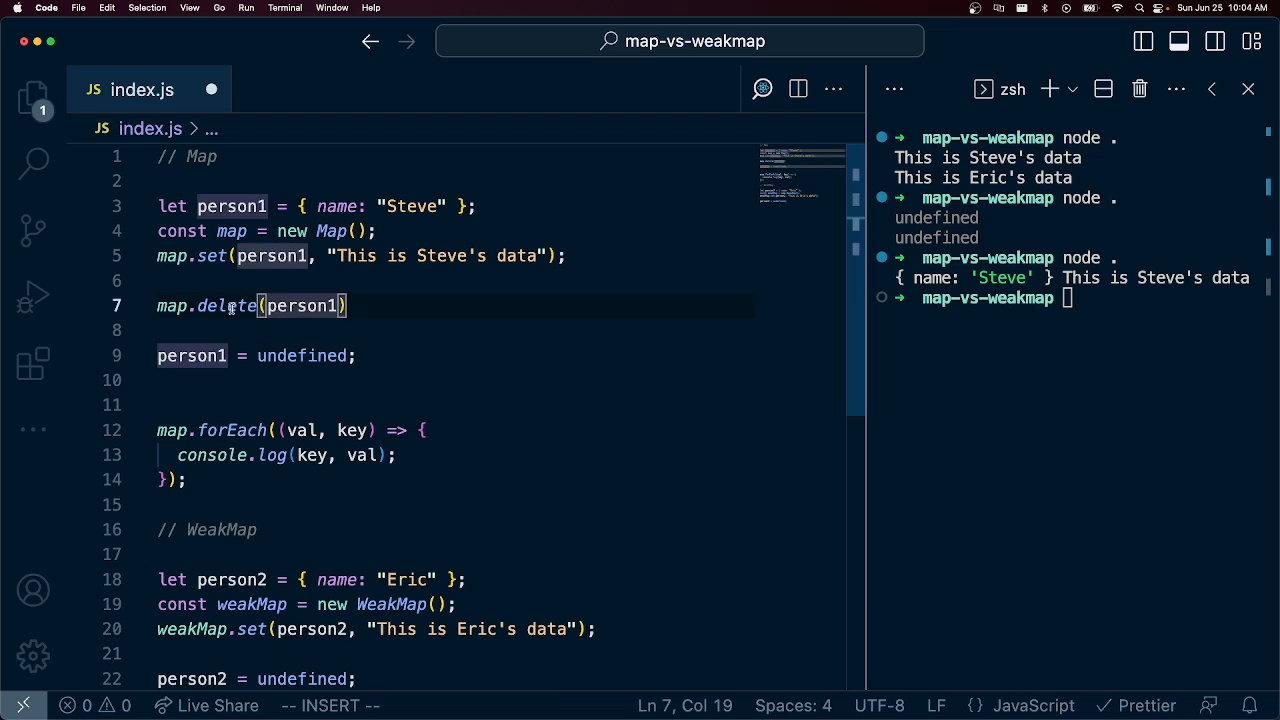 Code File Edit Selection View Go Run Terminal Window Help Sun Jun 25 10:04 AM
map-vs-weakmap
JS index.js
zsh
JS index.js > ...
1 // Map
2
3 let person1 = { name: "Steve" };
4 const map = new Map();
5 map.set(person1, "This is Steve's data");
6
7 map.delete(person1)
8
9 person1 = undefined;
10
11
12 map.forEach((val, key) => {
13 console.log(key, val);
14 });
15
16 // WeakMap
17
18 let person2 = { name: "Eric" };
19 const weakMap = new WeakMap();
20 weakMap.set(person2, "This is Eric's data");
21
22 person2 = undefined;
1
➜ map-vs-weakmap node .
This is Steve's data
This is Eric's data
➜ map-vs-weakmap node .
undefined
undefined
➜ map-vs-weakmap node .
{ name: 'Steve' } This is Steve's data
➜ map-vs-weakmap
0 0 Live Share -- INSERT -- Ln 7, Col 19 Spaces: 4 UTF-8 LF {} JavaScript Prettier